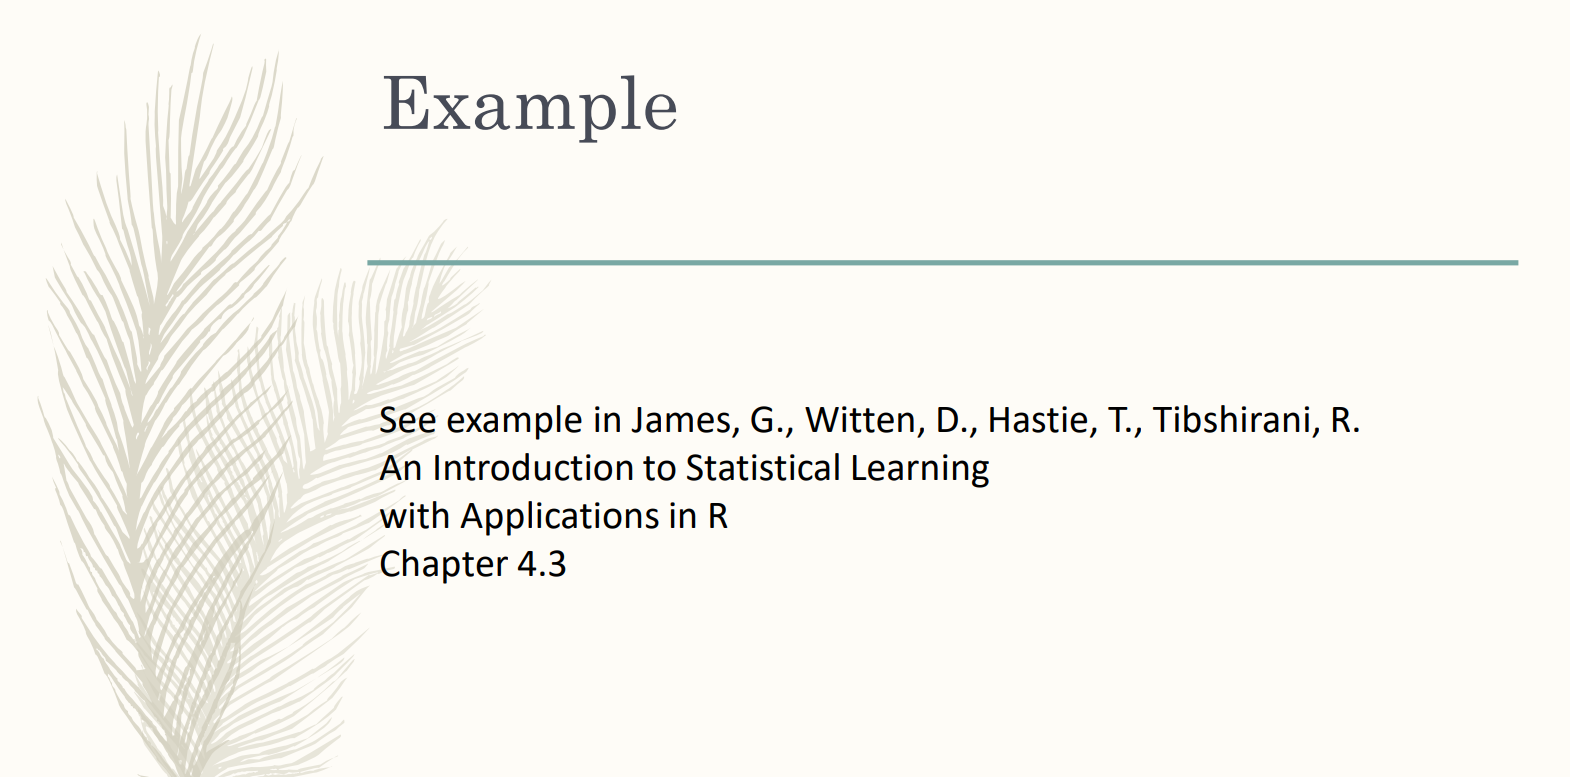 Example
See example in James, G., Witten, D., Hastie, T., Tibshirani, R.
An Introduction to Statistical Learning
with Applications in R
Chapter 4.3